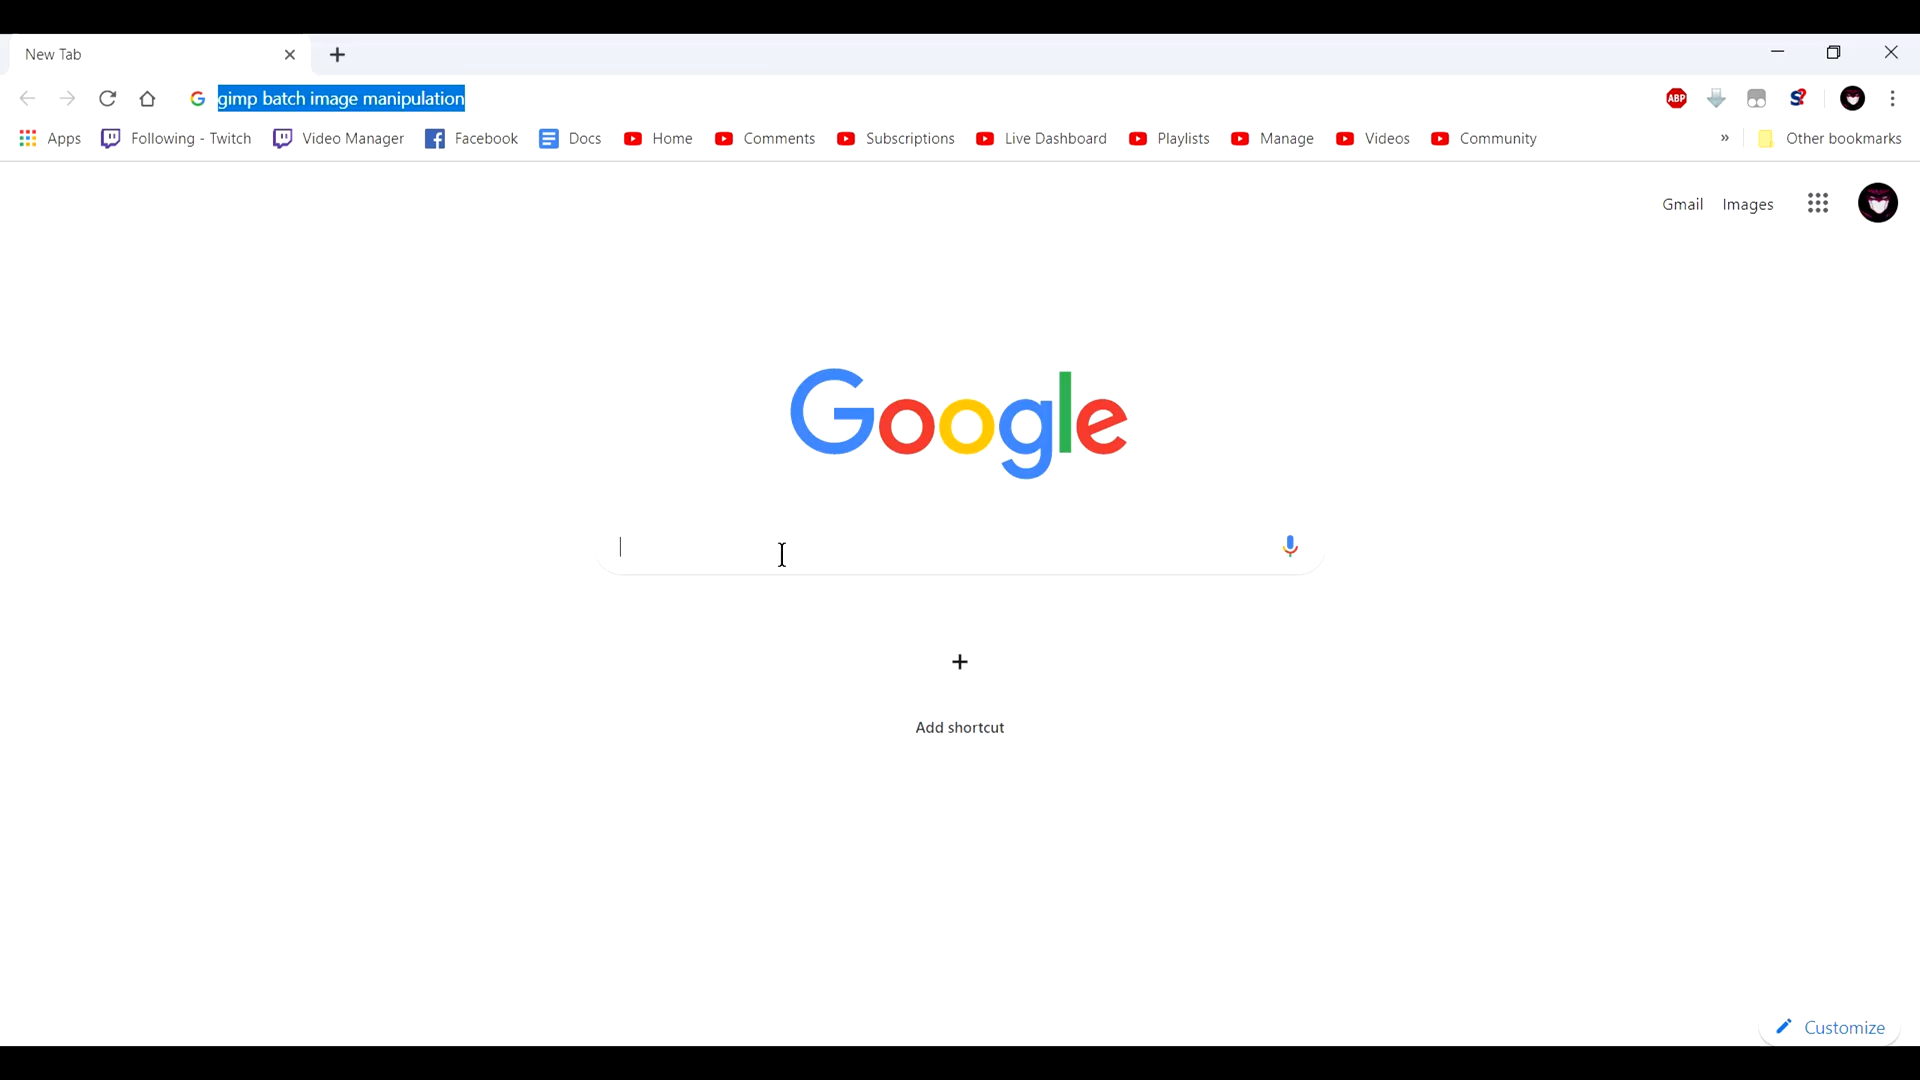 New Tab
gimp batch image manipulation
ABP
Apps Following - Twitch Video Manager Facebook Docs Home Comments Subscriptions Live Dashboard Playlists Manage Videos Community » Other bookmarks
Gmail Images
Google
Add shortcut
Customize